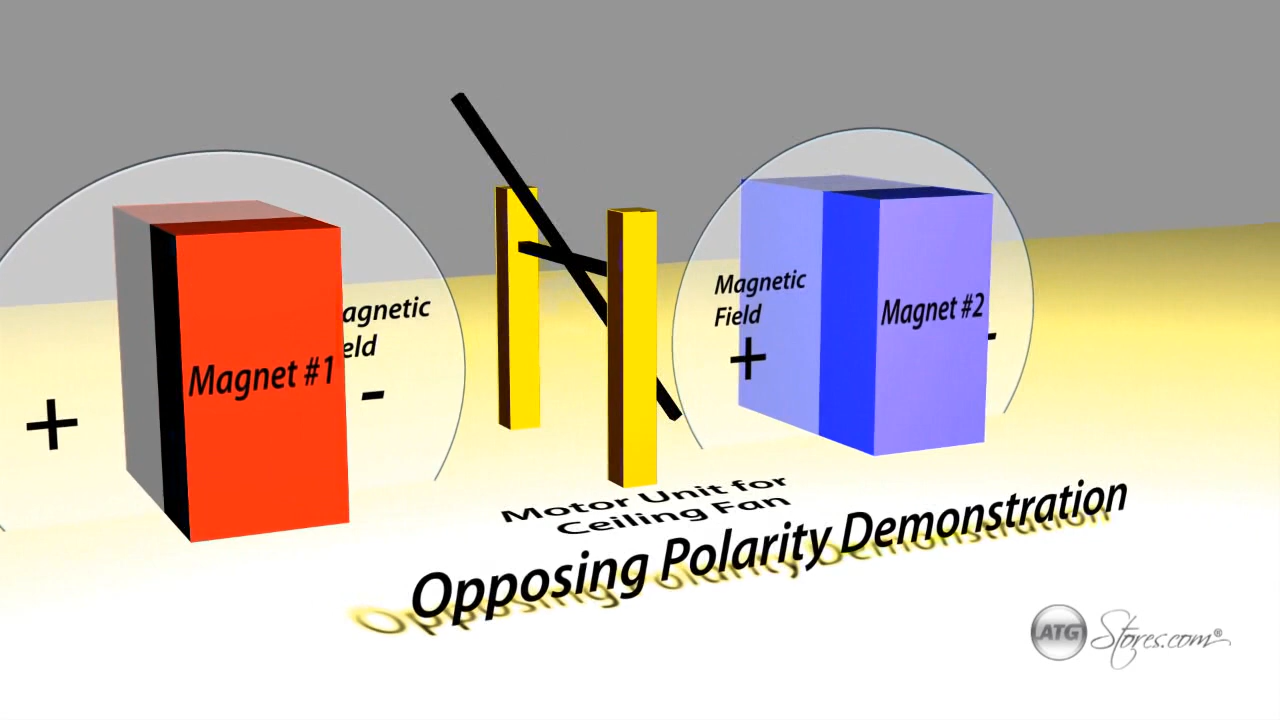 Magnetic
Field
+
-
Magnet #2
agnetic
eld
+
-
Magnet #1
Motor Unit for
Ceiling Fan
Opposing Polarity Demonstration
ATG Stores.com®